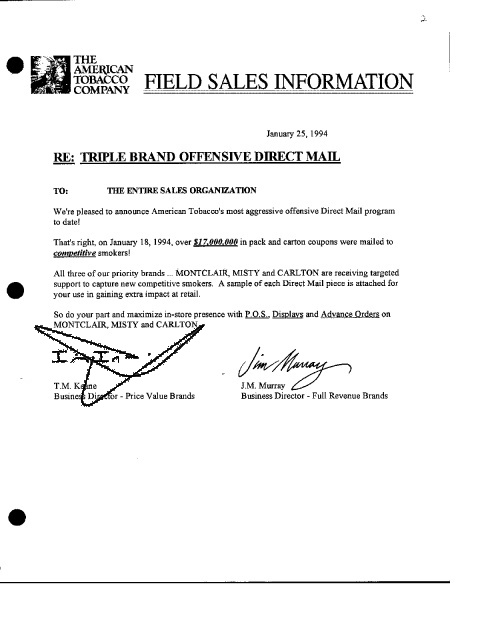 2
THE
AMERICAN
TOBACCO
COMPANY
FIELD SALES INFORMATION
January 25, 1994
RE: TRIPLE BRAND OFFENSIVE DIRECT MAIL
TO: THE ENTIRE SALES ORGANIZATION
We're pleased to announce American Tobacco's most aggressive offensive Direct Mail program
to date!
That's right, on January 18, 1994, over $17,000,000 in pack and carton coupons were mailed to
competitive smokers!
All three of our priority brands ... MONTCLAIR, MISTY and CARLTON are receiving targeted
support to capture new competitive smokers. A sample of each Direct Mail piece is attached for
your use in gaining extra impact at retail.
So do your part and maximize in-store presence with P.O.S., Displays and Advance Orders on
MONTCLAIR, MISTY and CARLTON.
Jim Murray
T.M. Keane J.M. Murray
Business Director - Price Value Brands Business Director - Full Revenue Brands